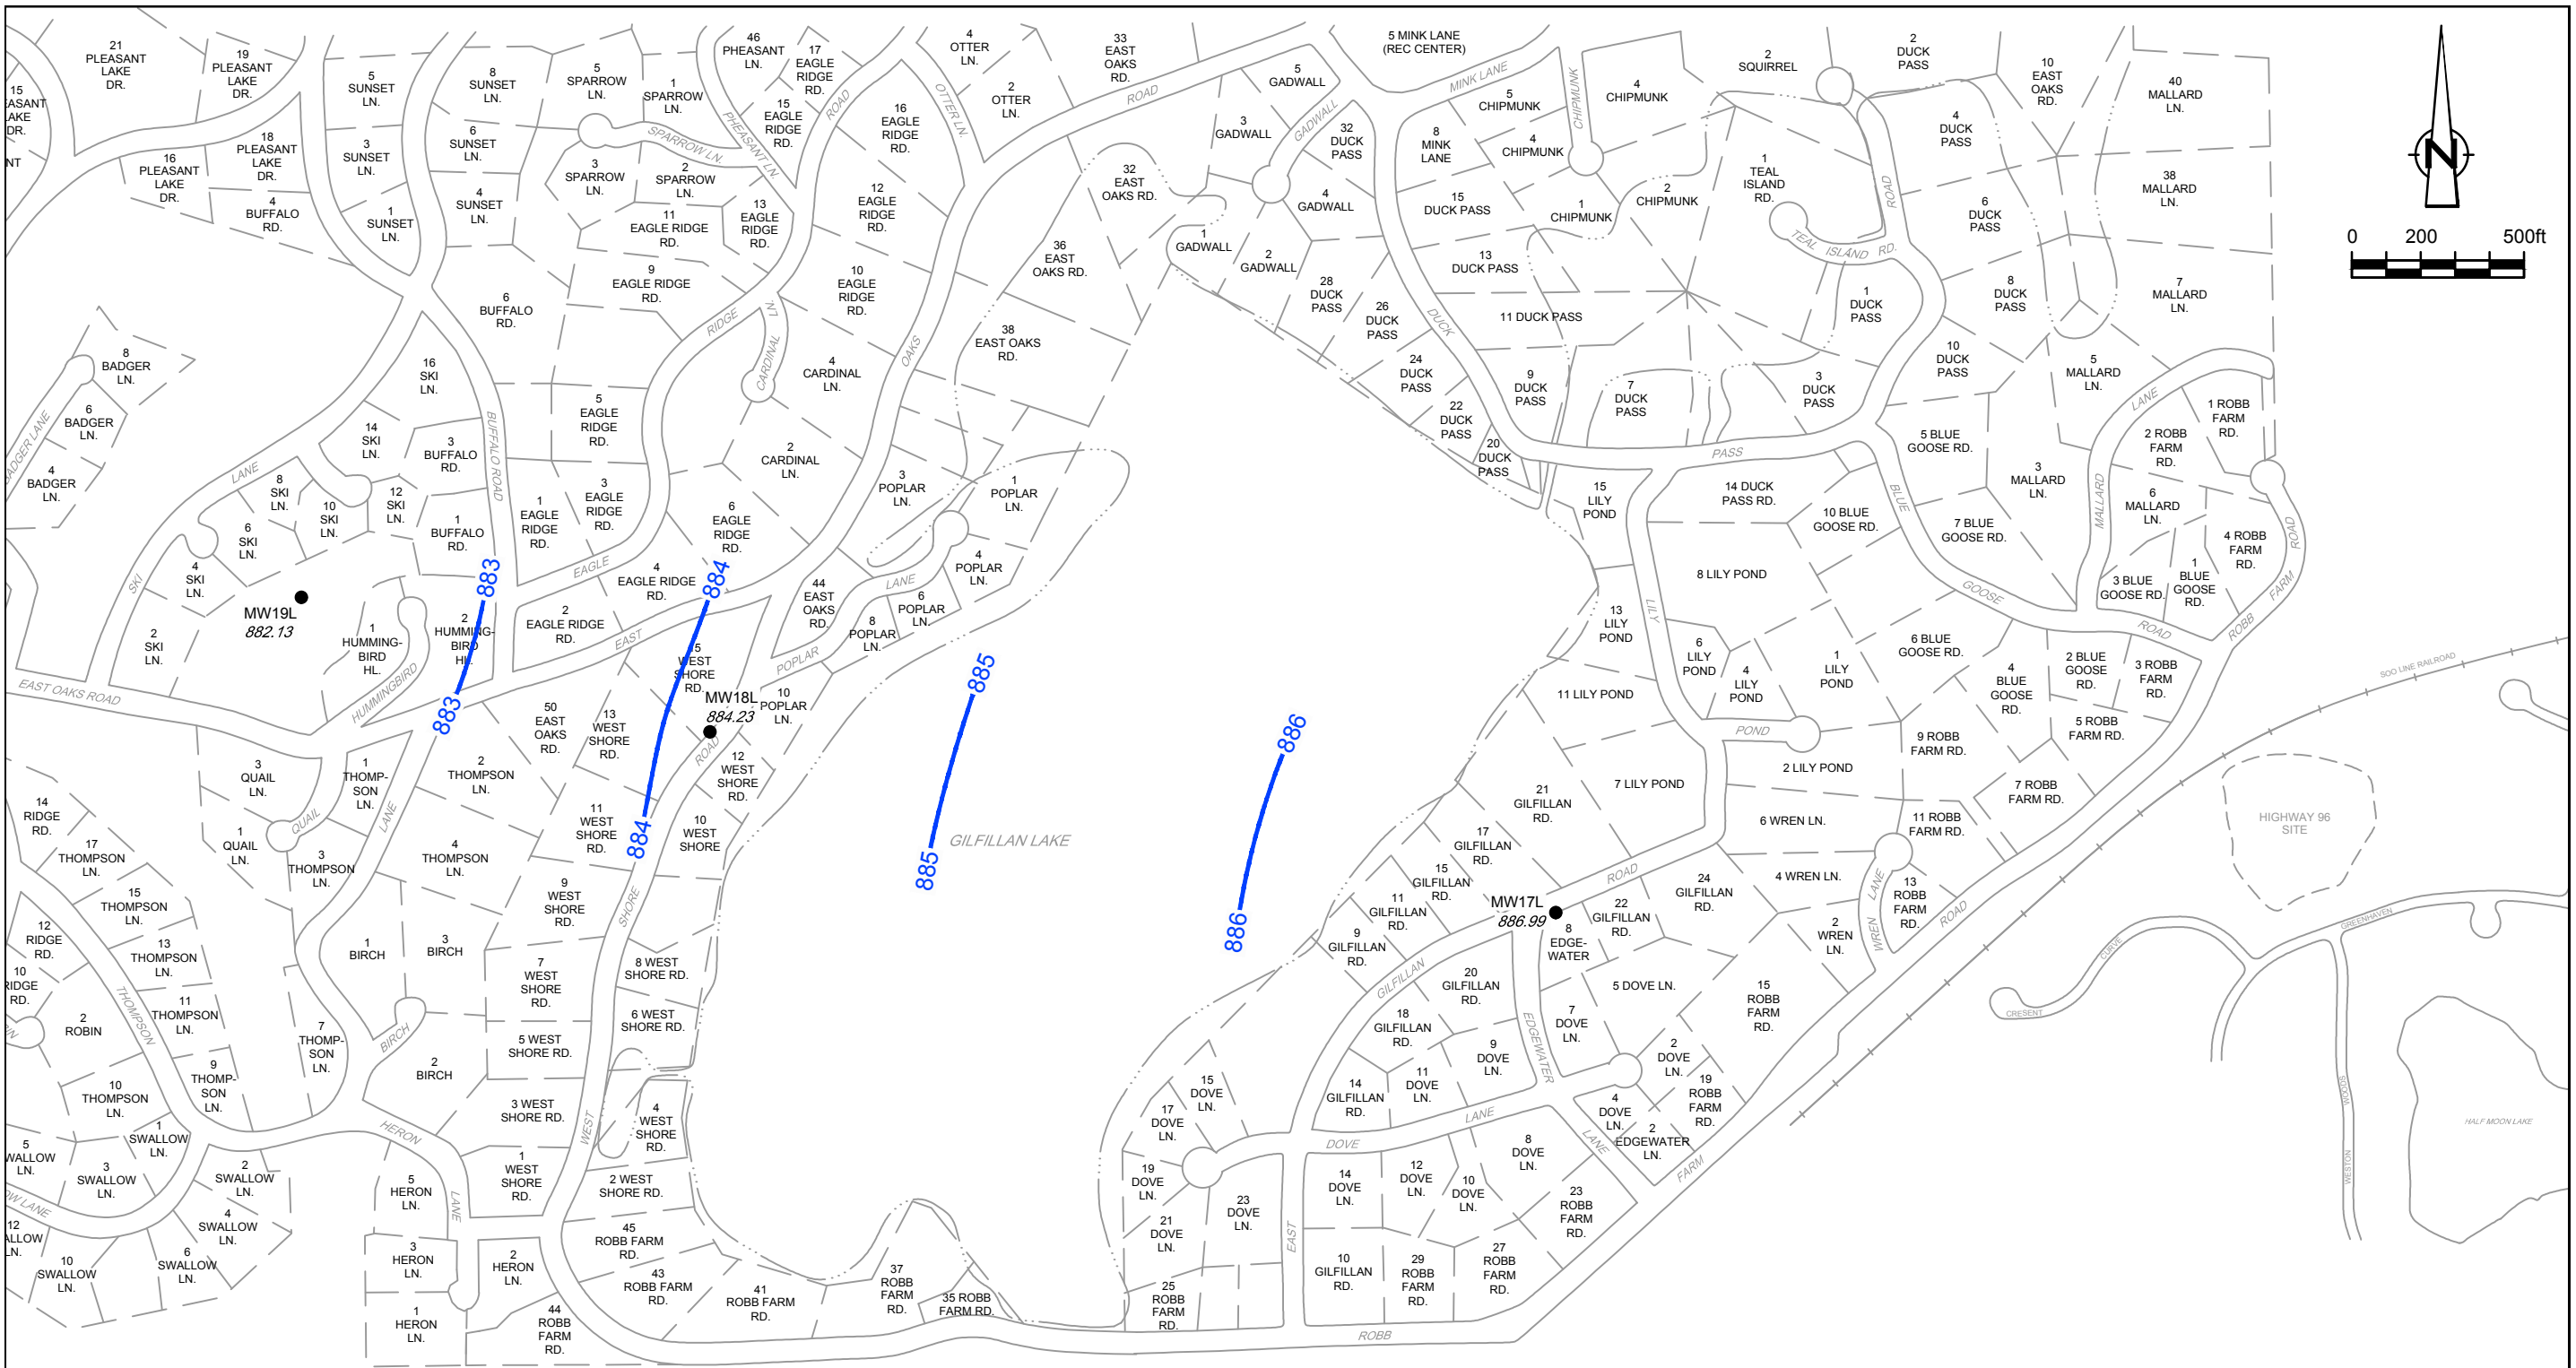 21
PLEASANT
LAKE
DR.
19
PLEASANT
LAKE
DR.
5
SUNSET
LN.
8
SUNSET
LN.
5
SPARROW
LN.
1
SPARROW
LN.
46
PHEASANT
LN.
17
EAGLE
RIDGE
RD.
4
OTTER
LN.
2
OTTER
LN.
33
EAST
OAKS
RD.
5 MINK LANE
(REC CENTER)
5
GADWALL
MINK LANE
5
CHIPMUNK
CHIPMUNK
4
CHIPMUNK
2
SQUIRREL
2
DUCK
PASS
10
EAST
OAKS
RD.
40
MALLARD
LN.
N
0 200 500ft
15
EASANT
LAKE
DR.
NT
16
PLEASANT
LAKE
DR.
18
PLEASANT
LAKE
DR.
4
BUFFALO
RD.
3
SUNSET
LN.
1
SUNSET
LN.
6
SUNSET
LN.
4
SUNSET
LN.
SPARROW LN.
3
SPARROW
LN.
2
SPARROW
LN.
PHEASANT LN.
15
EAGLE
RIDGE
RD.
ROAD
16
EAGLE
RIDGE
RD.
OTTER LN.
ROAD
3
GADWALL
GADWALL
32
DUCK
PASS
8
MINK
LANE
4
CHIPMUNK
4
DUCK
PASS
11
EAGLE RIDGE
RD.
13
EAGLE
RIDGE
RD.
12
EAGLE
RIDGE
RD.
32
EAST
OAKS RD.
4
GADWALL
15
DUCK PASS
1
CHIPMUNK
2
CHIPMUNK
1
TEAL
ISLAND
RD.
ROAD
TEAL ISLAND RD.
38
MALLARD
LN.
6
DUCK
PASS
9
EAGLE RIDGE
RD.
10
EAGLE
RIDGE
RD.
36
EAST
OAKS RD.
1
GADWALL
2
GADWALL
28
DUCK
PASS
13
DUCK PASS
7
MALLARD
LN.
8
DUCK
PASS
1
DUCK
PASS
6
BUFFALO
RD.
RIDGE
CARDINAL
LN.
38
EAST OAKS
RD.
26
DUCK
PASS
DUCK
11 DUCK PASS
8
BADGER
LN.
16
SKI
LN.
4
CARDINAL
LN.
OAKS
24
DUCK
PASS
9
DUCK
PASS
7
DUCK
PASS
3
DUCK
PASS
10
DUCK
PASS
5
MALLARD
LN.
LANE
1 ROBB
FARM
RD.
6
BADGER
LN.
BADGER LANE
4
BADGER
LN.
14
SKI
LN.
3
BUFFALO
RD.
BUFFALO ROAD
5
EAGLE
RIDGE
RD.
2
CARDINAL
LN.
22
DUCK
PASS
20
DUCK
PASS
PASS
5 BLUE
GOOSE RD.
2 ROBB
FARM
RD.
LANE
8
SKI
LN.
10
SKI
LN.
12
SKI
LN.
3
EAGLE
RIDGE
RD.
3
POPLAR
LN.
1
POPLAR
LN.
15
LILY
POND
14 DUCK
PASS RD.
BLUE
3
MALLARD
LN.
MALLARD
6
MALLARD
LN.
6
SKI
LN.
1
BUFFALO
RD.
1
EAGLE
RIDGE
RD.
6
EAGLE
RIDGE
RD.
10 BLUE
GOOSE RD.
7 BLUE
GOOSE RD.
4 ROBB
FARM
RD.
ROAD
4
SKI
LN.
SKI
883
EAGLE
4
EAGLE RIDGE
RD.
884
LANE
4
POPLAR
LN.
8 LILY POND
GOOSE
3 BLUE
GOOSE RD.
1
BLUE
GOOSE
RD.
FARM
MW19L
882.13
2
SKI
LN.
1
HUMMING-
BIRD
HL.
2
HUMMING-
BIRD
HL.
2
EAGLE RIDGE
RD.
EAST
44
EAST
OAKS
RD.
6
POPLAR
LN.
8
POPLAR
LN.
13
LILY
POND
LILY
6
LILY
POND
4
LILY
POND
1
LILY
POND
6 BLUE
GOOSE RD.
ROAD
ROBB
EAST OAKS ROAD
HUMMINGBIRD
15
WEST
SHORE
RD.
POPLAR
885
11 LILY POND
4
BLUE
GOOSE
RD.
2 BLUE
GOOSE
RD.
3 ROBB
FARM
RD.
SOO LINE RAILROAD
883
50
EAST
OAKS
RD.
13
WEST
SHORE
RD.
MW18L
884.23
10
POPLAR
LN.
886
POND
9 ROBB
FARM RD.
5 ROBB
FARM RD.
3
QUAIL
LN.
1
THOMP-
SON
LN.
2
THOMPSON
LN.
ROAD
12
WEST
SHORE
RD.
2 LILY POND
7 LILY POND
7 ROBB
FARM RD.
14
RIDGE
RD.
QUAIL
LANE
11
WEST
SHORE
RD.
884
10
WEST
SHORE
GILFILLAN LAKE
21
GILFILLAN
RD.
6 WREN LN.
11 ROBB
FARM RD.
HIGHWAY 96
SITE
17
THOMPSON
LN.
1
QUAIL
LN.
3
THOMPSON
LN.
4
THOMPSON
LN.
885
17
GILFILLAN
RD.
15
GILFILLAN
RD.
ROAD
24
GILFILLAN
RD.
4 WREN LN.
LANE
13
ROBB
FARM
RD.
ROAD
15
THOMPSON
LN.
9
WEST
SHORE
RD.
SHORE
886
11
GILFILLAN
RD.
MW17L
886.99
22
GILFILLAN
RD.
2
WREN
LN.
WREN
GREENHAVEN
12
RIDGE
RD.
13
THOMPSON
LN.
1
BIRCH
3
BIRCH
9
GILFILLAN
RD.
8
EDGE-
WATER
CURVE
10
RIDGE
RD.
THOMPSON
11
THOMPSON
LN.
7
WEST
SHORE
RD.
8 WEST
SHORE RD.
GILFILLAN
20
GILFILLAN
RD.
5 DOVE LN.
15
ROBB
FARM
RD.
CRESENT
2
ROBIN
7
THOMP-
SON
LN.
BIRCH
5 WEST
SHORE RD.
6 WEST
SHORE RD.
18
GILFILLAN
RD.
EDGEWATER
7
DOVE
LN.
9
DOVE
LN.
2
DOVE
LN.
10
THOMPSON
LN.
9
THOMP-
SON
LN.
2
BIRCH
15
DOVE
LN.
14
GILFILLAN
RD.
11
DOVE
LN.
19
ROBB
FARM
RD.
HERON
3 WEST
SHORE RD.
WEST
4
WEST
SHORE
RD.
17
DOVE
LN.
DOVE
LANE
4
DOVE
LN.
LANE
2
EDGEWATER
LN.
HALF MOON LAKE
5
WALLOW
LN.
3
SWALLOW
LN.
1
SWALLOW
LN.
2
SWALLOW
LN.
5
HERON
LN.
LANE
1
WEST
SHORE
RD.
2 WEST
SHORE RD.
19
DOVE
LN.
23
DOVE
LN.
14
DOVE
LN.
12
DOVE
LN.
10
DOVE
LN.
8
DOVE
LN.
FARM
WESTON
OW LANE
12
ALLOW
LN.
4
SWALLOW
LN.
45
ROBB FARM
RD.
21
DOVE
LN.
EAST
23
ROBB
FARM
RD.
10
SWALLOW
LN.
6
SWALLOW
LN.
3
HERON
LN.
2
HERON
LN.
43
ROBB FARM
RD.
41
ROBB FARM
RD.
37
ROBB
FARM
RD.
35 ROBB
FARM RD.
25
ROBB
FARM
RD.
10
GILFILLAN
RD.
29
ROBB
FARM
RD.
27
ROBB
FARM
RD.
1
HERON
LN.
44
ROBB
FARM
RD.
ROBB